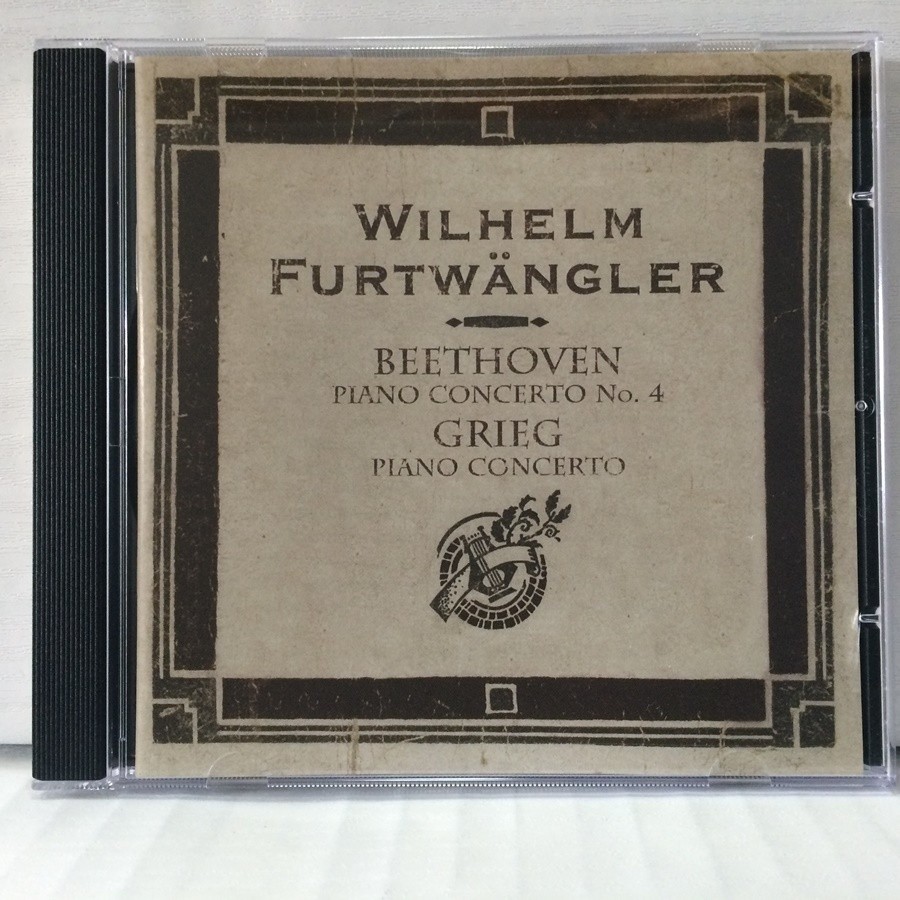 WILHELM
FURTWÄNGLER
BEETHOVEN
PIANO CONCERTO No. 4
GRIEG
PIANO CONCERTO